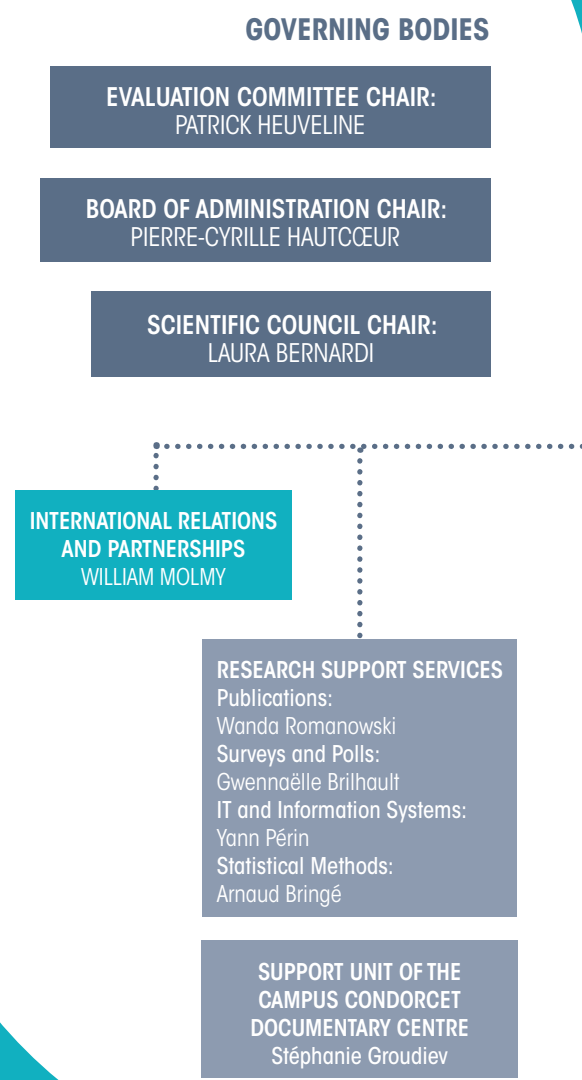 GOVERNING BODIES
EVALUATION COMMITTEE CHAIR:
PATRICK HEUVELINE
BOARD OF ADMINISTRATION CHAIR:
PIERRE-CYRILLE HAUTCŒUR
SCIENTIFIC COUNCIL CHAIR:
LAURA BERNARDI
INTERNATIONAL RELATIONS
AND PARTNERSHIPS
WILLIAM MOLMY
RESEARCH SUPPORT SERVICES
Publications:
Wanda Romanowski
Surveys and Polls:
Gwennaëlle Brilhault
IT and Information Systems:
Yann Périn
Statistical Methods:
Arnaud Bringé
SUPPORT UNIT OF THE
CAMPUS CONDORCET
DOCUMENTARY CENTRE
Stéphanie Groudiev